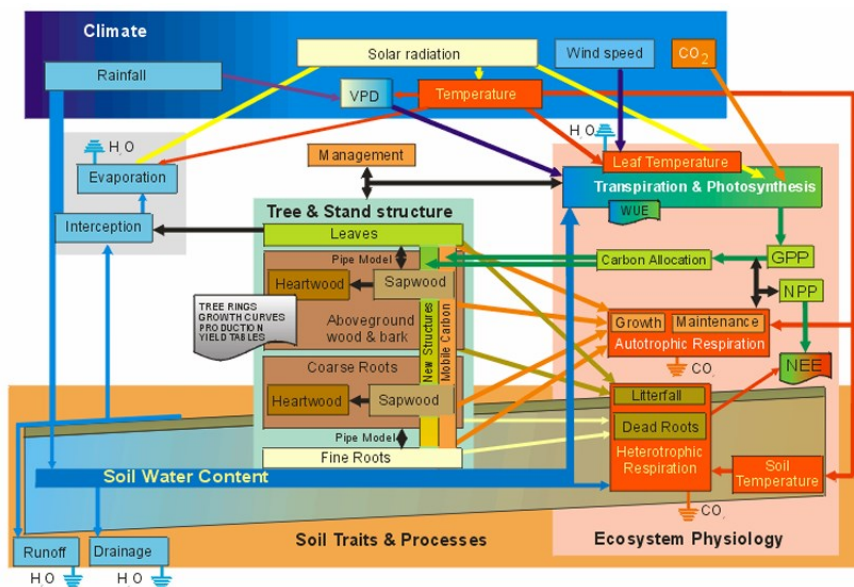 Climate
Solar radiation
Wind speed
CO2
Rainfall
VPD
Temperature
H2O
Evaporation
Interception
Management
H2O
Leaf Temperature
Transpiration & Photosynthesis
WUE
Tree & Stand structure
Leaves
Pipe Model
Heartwood
Sapwood
Aboveground
wood & bark
TREE RINGS
GROWTH CURVES
PRODUCTION
YIELD TABLES
Coarse Roots
Heartwood
Sapwood
Pipe Model
Fine Roots
New Structures
Mobile Carbon
Carbon Allocation
GPP
NPP
Growth
Maintenance
Autotrophic Respiration
CO2
NEE
Litterfall
Dead Roots
Heterotrophic
Respiration
Soil
Temperature
CO2
Soil Water Content
Runoff
Drainage
H2O
H2O
Soil Traits & Processes
Ecosystem Physiology